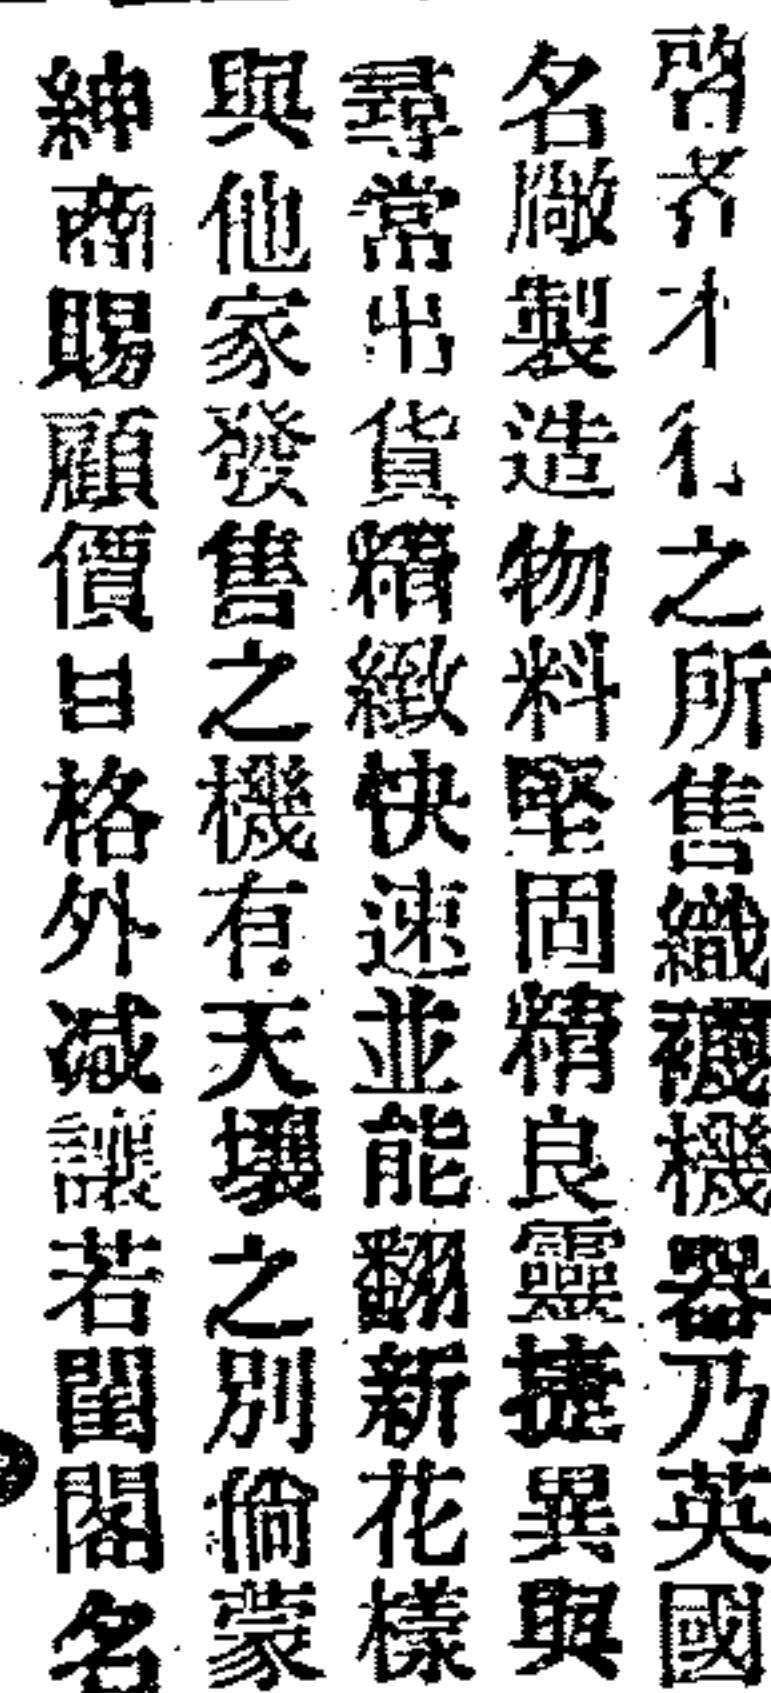 啓者本行之所售織襪機器乃英國
名廠製造物料堅固精良靈捷異與
尋常出貨精緻快速並能翻新花樣
與他家發售之機有天壤之別倘蒙
紳商賜顧價目格外减讓若閨閣名